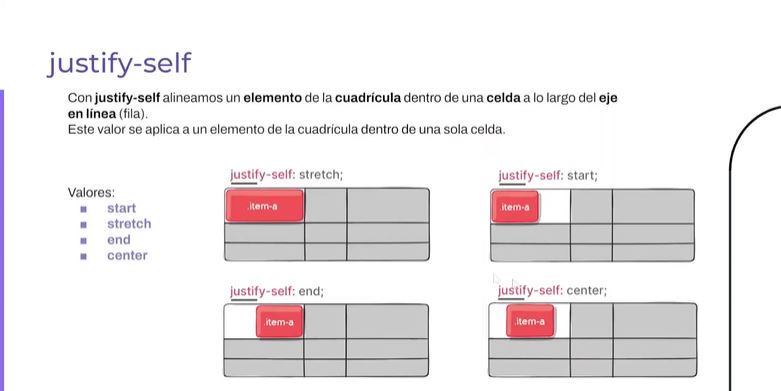 justify-self
Con justify-self alineamos un elemento de la cuadrícula dentro de una celda a lo largo del eje
en línea (fila).
Este valor se aplica a un elemento de la cuadrícula dentro de una sola celda.
Valores:
start
stretch
end
center
justify-self: stretch;
.item-a
justify-self: start;
.item-a
justify-self: end;
.item-a
justify-self: center;
.item-a